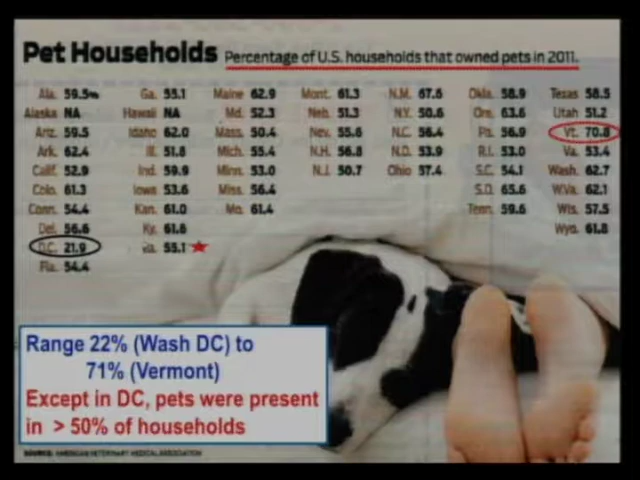 Pet Households Percentage of U.S. households that owned pets in 2011.
Ala. 59.5% Ga. 55.1 Maine 62.9 Mont. 61.3 N.M. 67.6 Okla. 58.9 Texas 58.5
Alaska NA Hawaii NA Md. 52.3 Neb. 51.3 N.Y. 50.6 Ore. 63.6 Utah 51.2
Ariz. 59.5 Idaho 62.0 Mass. 50.4 Nev. 55.6 N.C. 56.4 Pa. 56.9 Vt. 70.8
Ark. 62.4 Ill. 51.8 Mich. 55.4 N.H. 56.8 N.D. 53.9 R.I. 53.0 Va. 53.4
Calif. 52.9 Ind. 59.9 Minn. 53.0 N.J. 50.7 Ohio 57.4 S.C. 54.1 Wash. 62.7
Colo. 61.3 Iowa 53.6 Miss. 56.4 S.D. 65.6 W.Va. 62.1
Conn. 54.4 Kan. 61.0 Mo. 61.4 Tenn. 59.6 Wis. 57.5
Del. 56.6 Ky. 61.8 Wyo. 61.8
D.C. 21.9 55.1
Fla. 54.4
Range 22% (Wash DC) to
71% (Vermont)
Except in DC, pets were present
in > 50% of households
SOURCE: AMERICAN VETERINARY MEDICAL ASSOCIATION